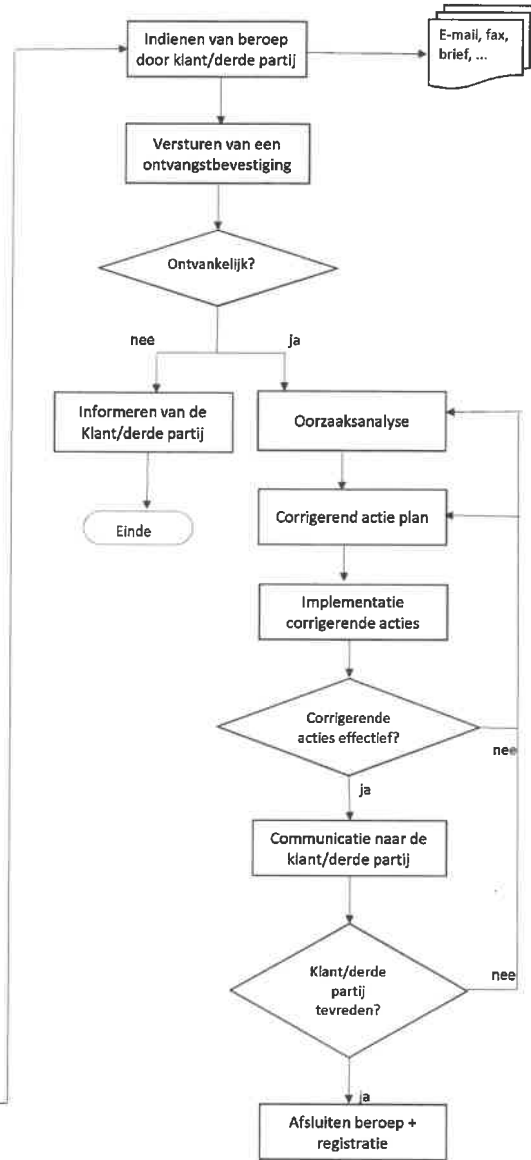 Indienen van beroep
door klant/derde partij
E-mail, fax,
brief, ...
Versturen van een
ontvangstbevestiging
Ontvankelijk?
nee
ja
Informeren van de
Klant/derde partij
Oorzaaksanalyse
Einde
Corrigerend actie plan
Implementatie
corrigerende acties
Corrigerende
acties effectief?
nee
ja
Communicatie naar de
klant/derde partij
Klant/derde
partij
tevreden?
nee
ja
Afsluiten beroep +
registratie